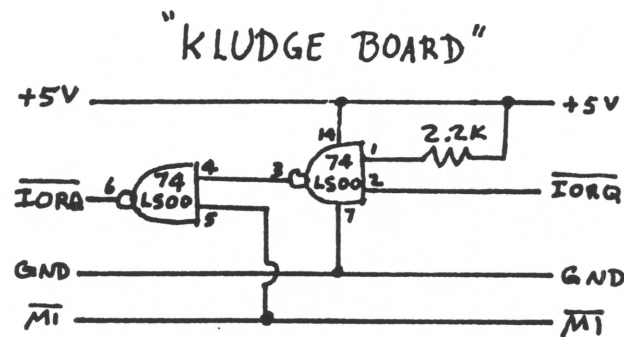 "KLUDGE BOARD"
+5V +5V
14
1 2.2K
74 4 3 74
IORQ 6 LS00 LS00 2 IORQ
5
7
GND GND
M1 M1